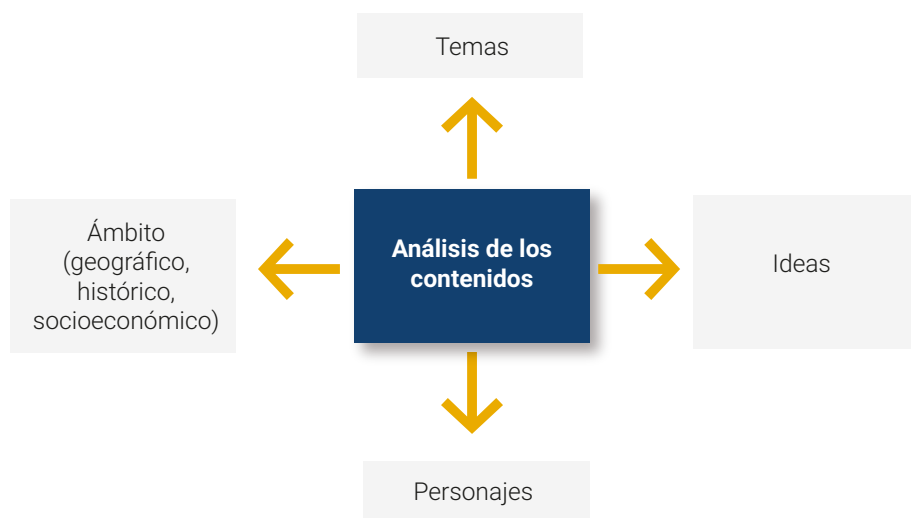 Temas
Ámbito
(geográfico,
histórico,
socioeconómico)
Análisis de los
contenidos
Ideas
Personajes